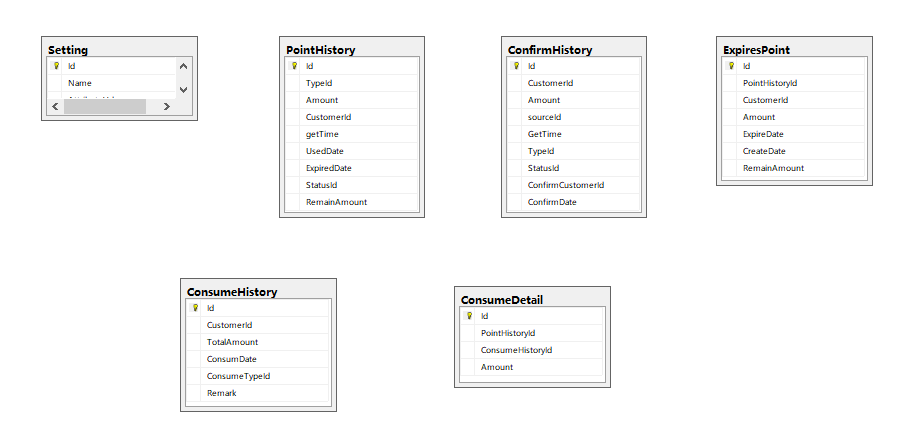 Setting
Id
Name
PointHistory
Id
TypeId
Amount
CustomerId
getTime
UsedDate
ExpiredDate
StatusId
RemainAmount
ConfirmHistory
Id
CustomerId
Amount
sourceId
GetTime
TypeId
StatusId
ConfirmCustomerId
ConfirmDate
ExpiresPoint
Id
PointHistoryId
CustomerId
Amount
ExpireDate
CreateDate
RemainAmount
ConsumeHistory
Id
CustomerId
TotalAmount
ConsumDate
ConsumeTypeId
Remark
ConsumeDetail
Id
PointHistoryId
ConsumeHistoryId
Amount